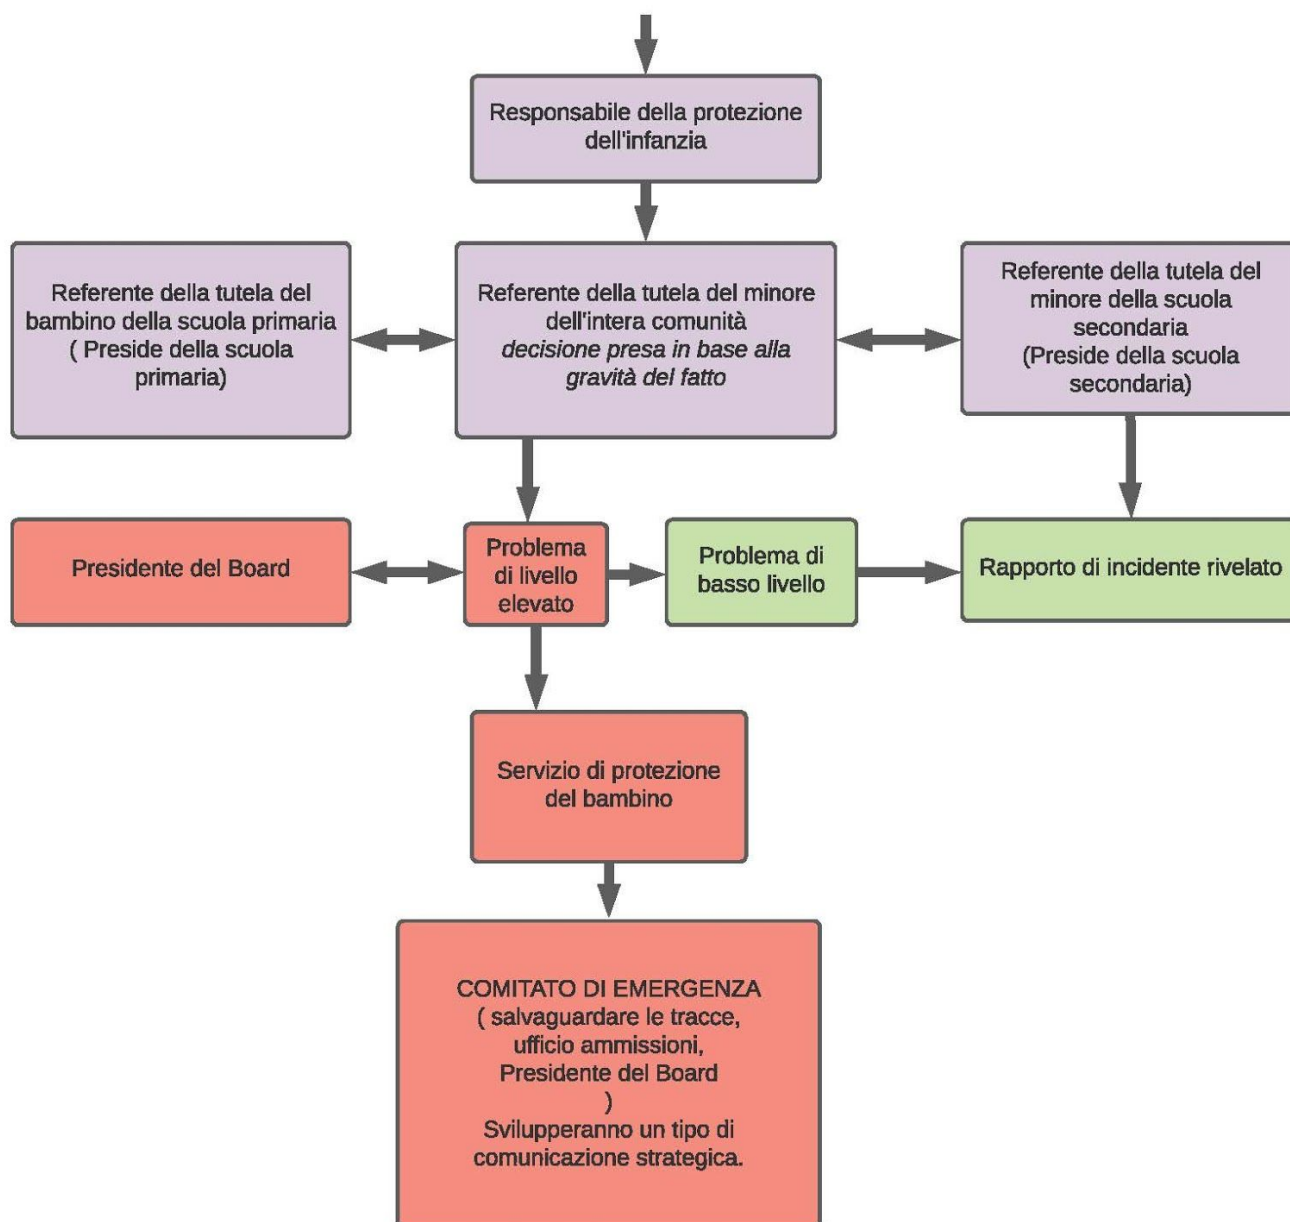 Responsabile della protezione
dell'infanzia
Referente della tutela del
bambino della scuola primaria
( Preside della scuola
primaria)
Referente della tutela del minore
dell'intera comunità
decisione presa in base alla
gravità del fatto
Referente della tutela del
minore della scuola
secondaria
(Preside della scuola
secondaria)
Presidente del Board
Problema
di livello
elevato
Problema di
basso livello
Rapporto di incidente rivelato
Servizio di protezione
del bambino
COMITATO DI EMERGENZA
( salvaguardare le tracce,
ufficio ammissioni,
Presidente del Board
)
Svilupperanno un tipo di
comunicazione strategica.